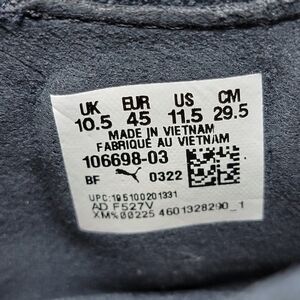 UK EUR US CM
10.5 45 11.5 29.5
MADE IN VIETNAM
FABRIQUÉ AU VIETNAM
106698-03
BF 0322
UPC:195100201331
AD F527V
XM%00225 4601328290_1